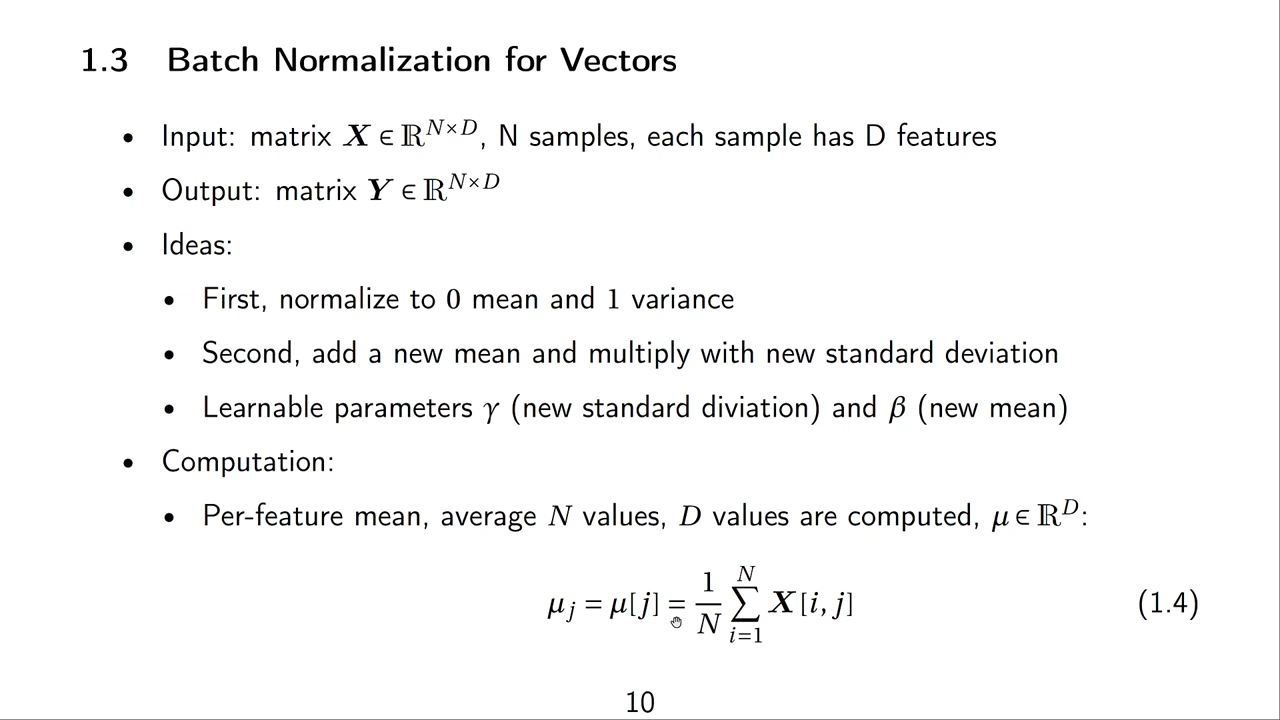 1.3 Batch Normalization for Vectors
• Input: matrix X ∈ ℝ^{N×D}, N samples, each sample has D features
• Output: matrix Y ∈ ℝ^{N×D}
• Ideas:
• First, normalize to 0 mean and 1 variance
• Second, add a new mean and multiply with new standard deviation
• Learnable parameters γ (new standard diviation) and β (new mean)
• Computation:
• Per-feature mean, average N values, D values are computed, μ ∈ ℝ^D:
μ_j = μ[j] = \frac{1}{N} \sum_{i=1}^{N} X[i, j] (1.4)
10